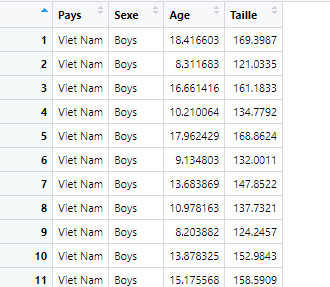 Pays Sexe Age Taille
1 Viet Nam Boys 18.416603 169.3987
2 Viet Nam Boys 8.311683 121.0335
3 Viet Nam Boys 16.661416 161.1833
4 Viet Nam Boys 10.210064 134.7792
5 Viet Nam Boys 17.962429 168.8624
6 Viet Nam Boys 9.134803 132.0011
7 Viet Nam Boys 13.683869 147.8522
8 Viet Nam Boys 10.978163 137.7321
9 Viet Nam Boys 8.203882 124.2457
10 Viet Nam Boys 13.878325 152.9843
11 Viet Nam Boys 15.175568 158.5909